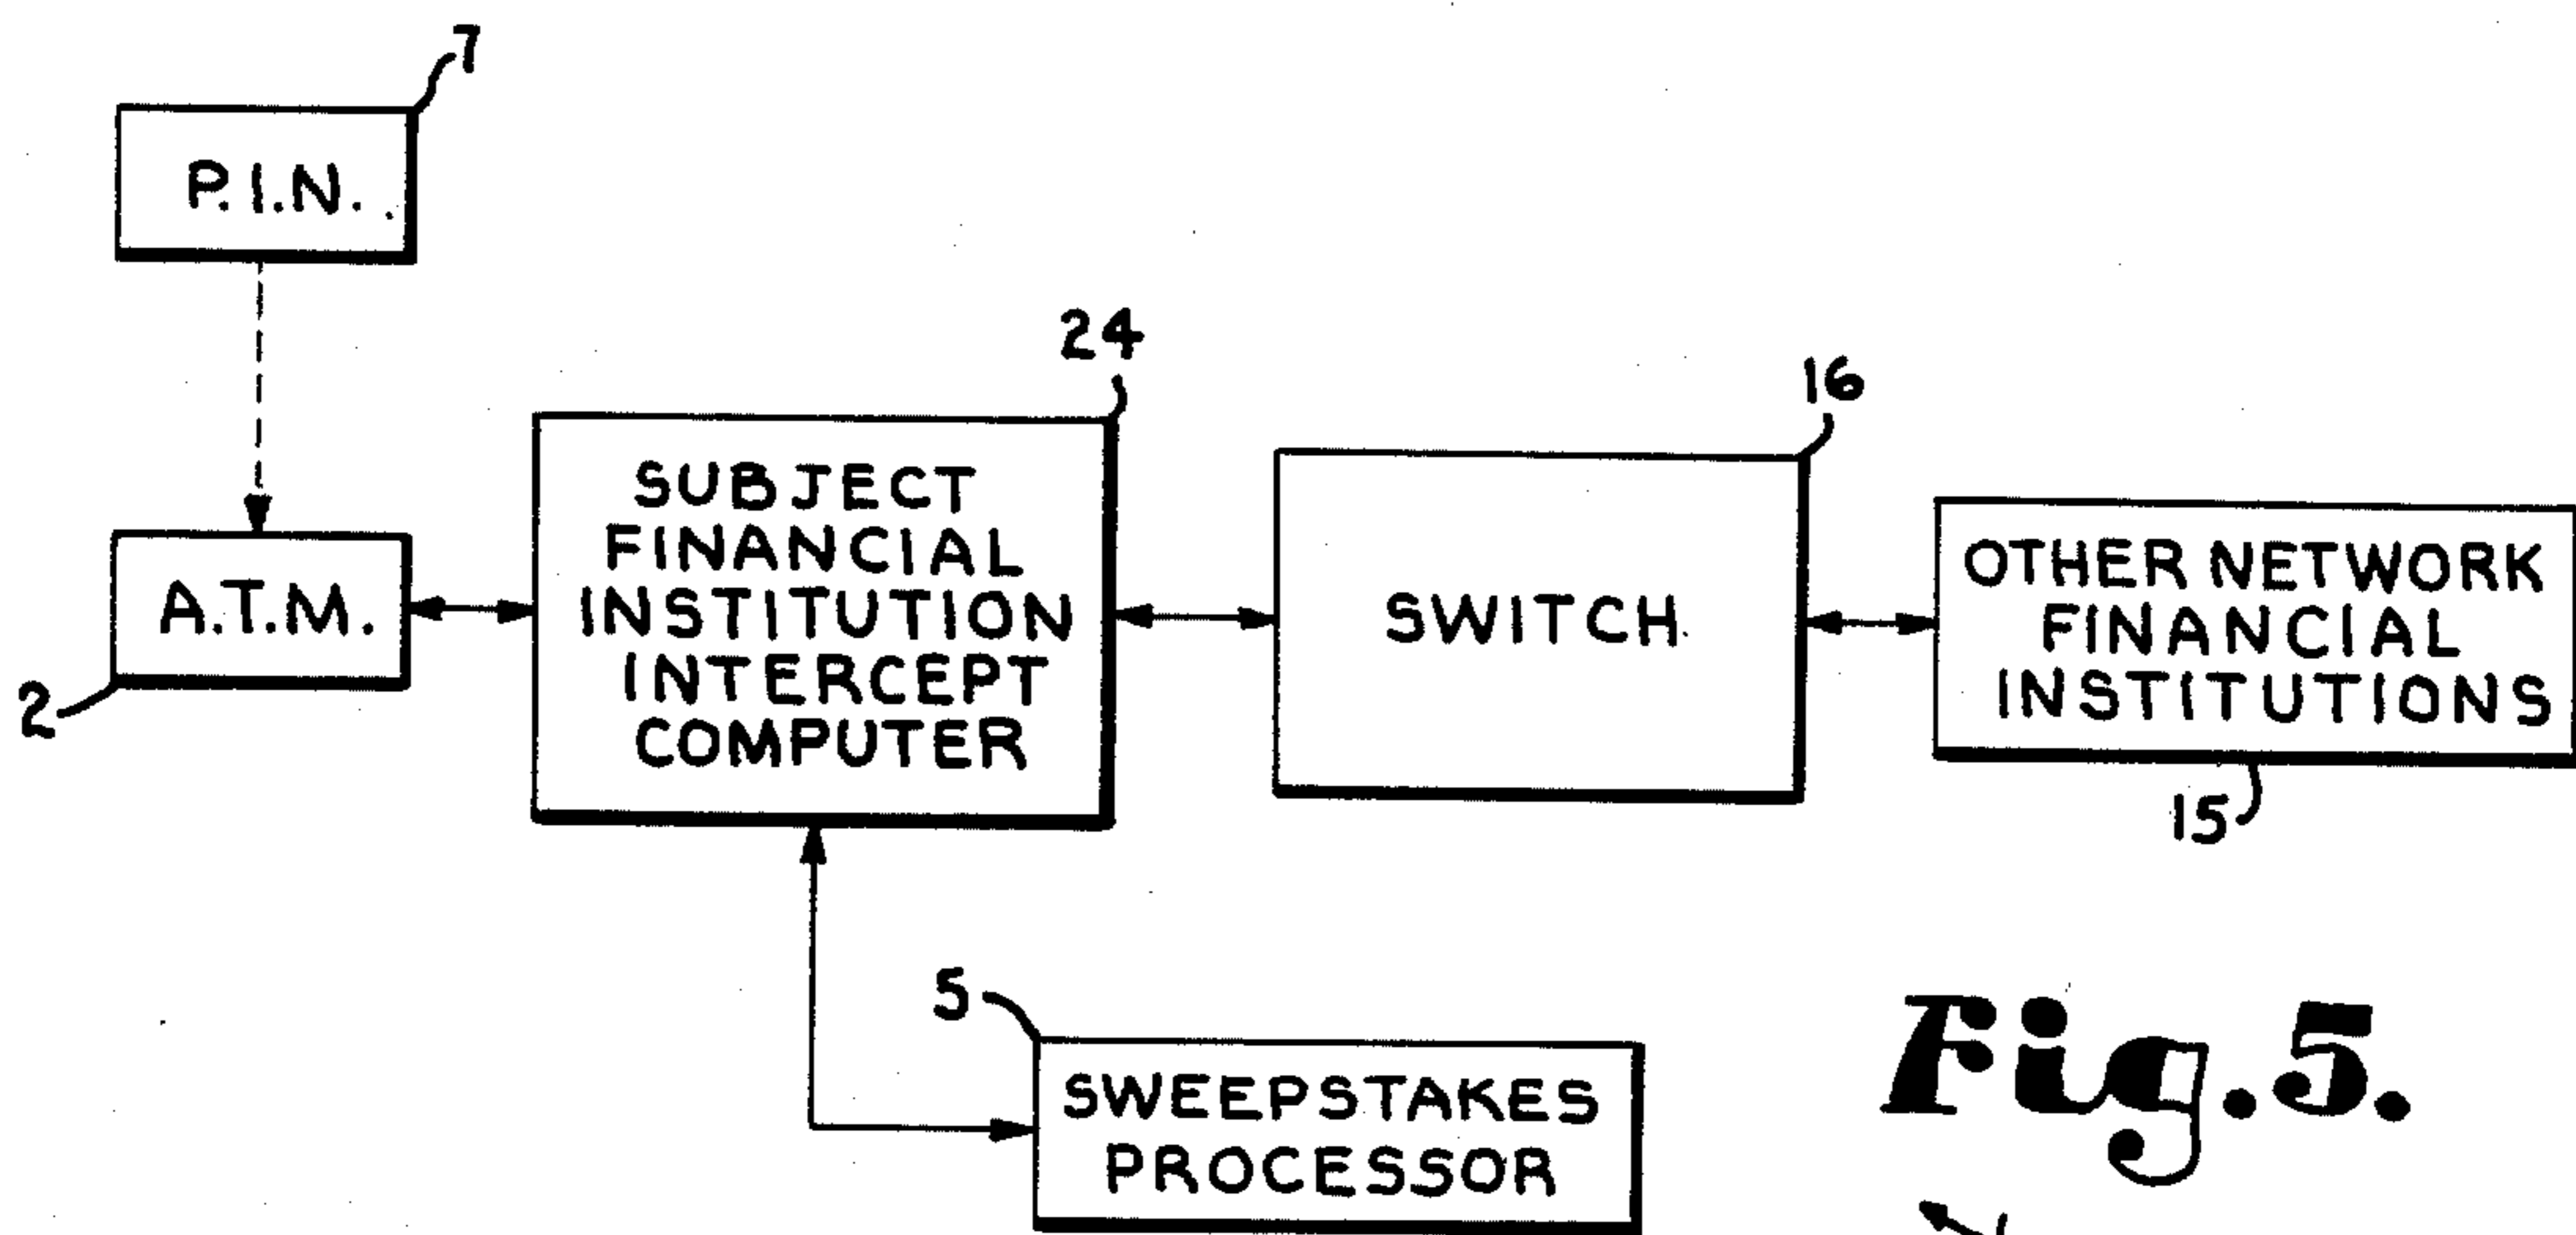 7
P.I.N.
24
16
SUBJECT
FINANCIAL
INSTITUTION
INTERCEPT
COMPUTER
A.T.M.
2
SWITCH
OTHER NETWORK
FINANCIAL
INSTITUTIONS
15
5
SWEEPSTAKES
PROCESSOR
Fig.5.